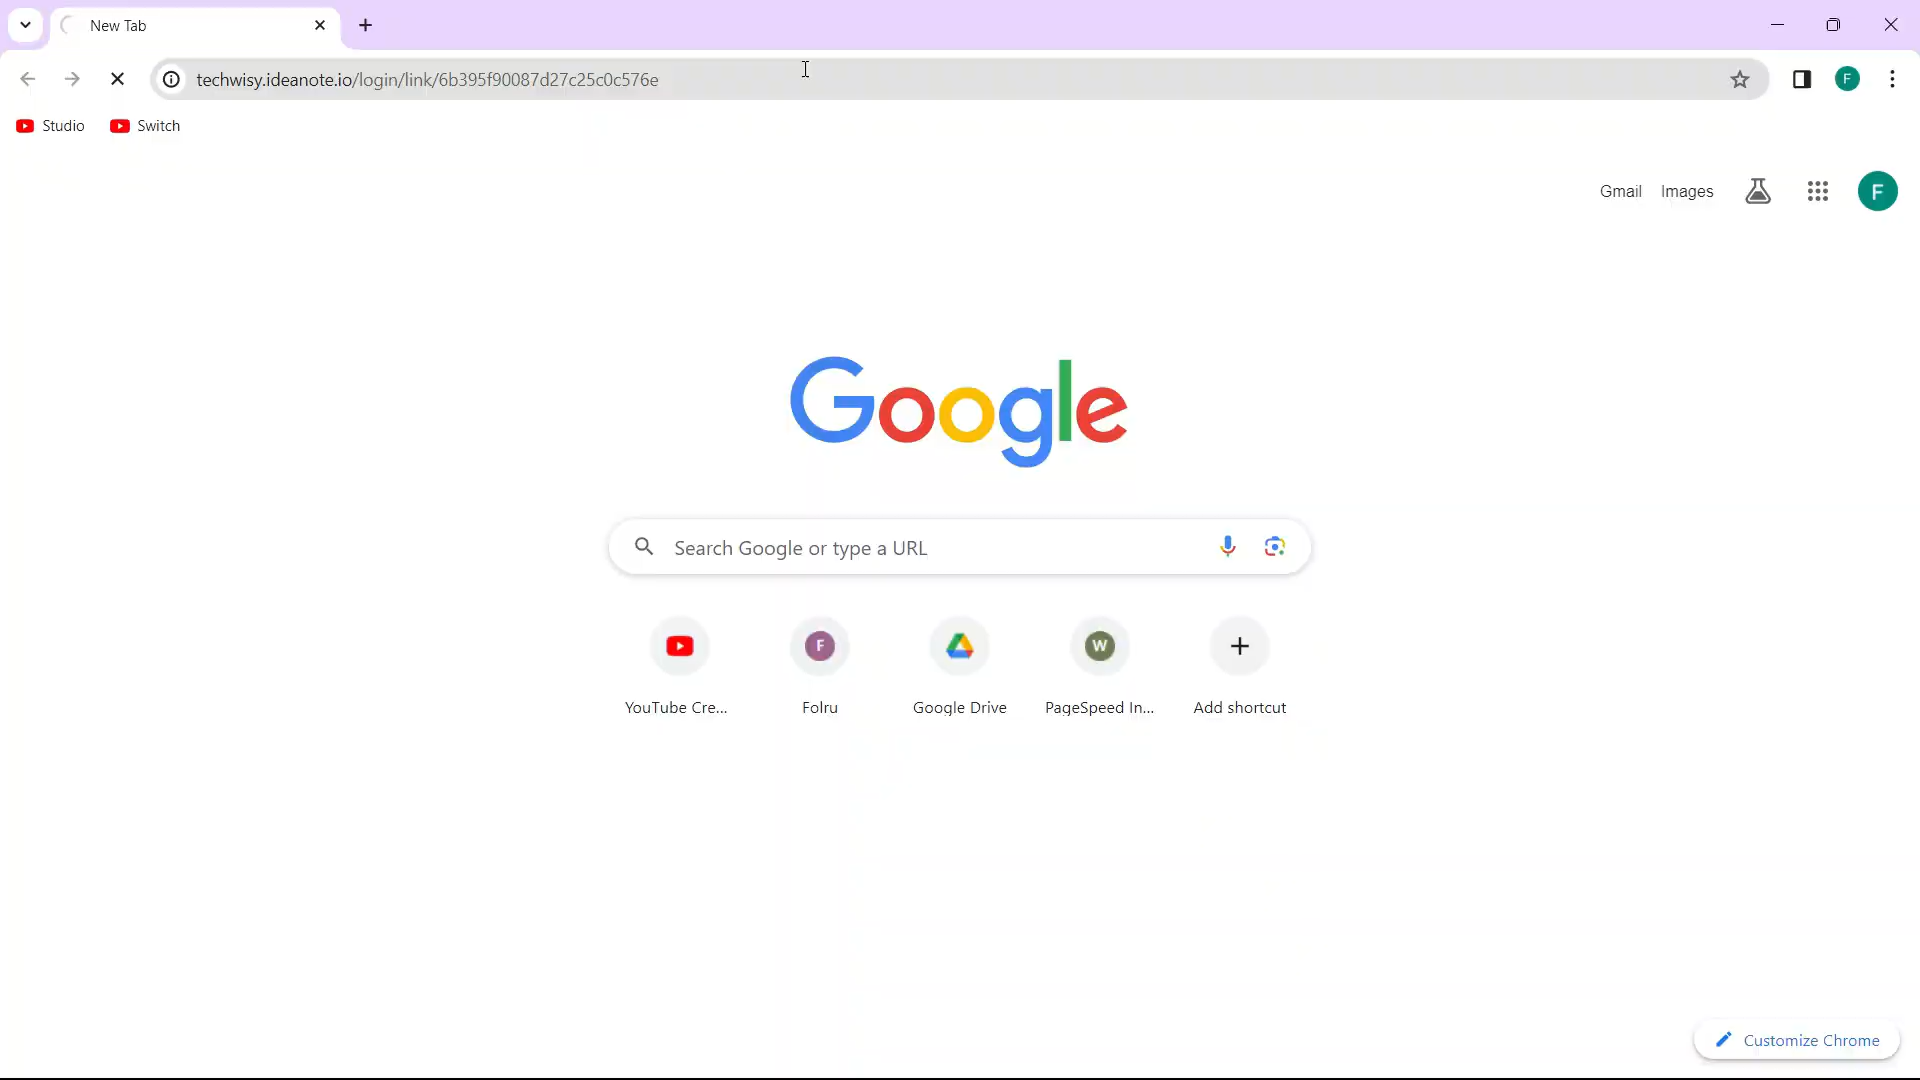 New Tab
techwisy.ideanote.io/login/link/6b395f90087d27c25c0c576e
F
Studio
Switch
Gmail
Images
F
Google
Search Google or type a URL
F
W
YouTube Cre...
Folru
Google Drive
PageSpeed In...
Add shortcut
Customize Chrome